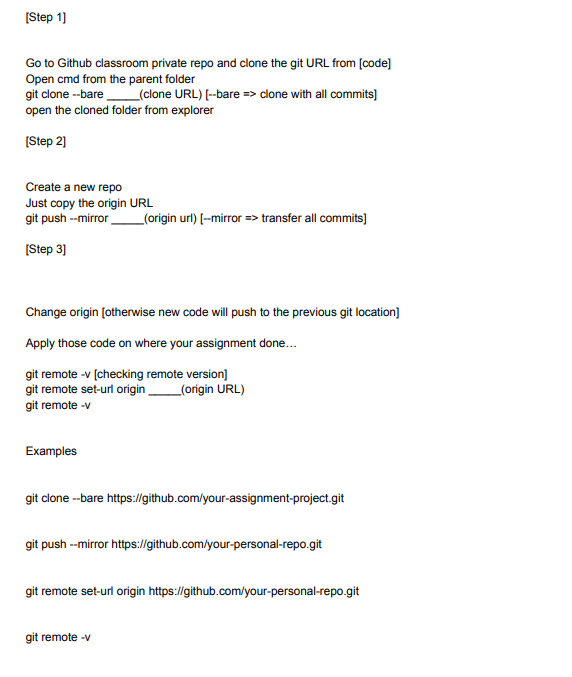 [Step 1]
Go to Github classroom private repo and clone the git URL from [code]
Open cmd from the parent folder
git clone --bare _____(clone URL) [--bare => clone with all commits]
open the cloned folder from explorer
[Step 2]
Create a new repo
Just copy the origin URL
git push --mirror _____(origin url) [--mirror => transfer all commits]
[Step 3]
Change origin [otherwise new code will push to the previous git location]
Apply those code on where your assignment done…
git remote -v [checking remote version]
git remote set-url origin _____(origin URL)
git remote -v
Examples
git clone --bare https://github.com/your-assignment-project.git
git push --mirror https://github.com/your-personal-repo.git
git remote set-url origin https://github.com/your-personal-repo.git
git remote -v